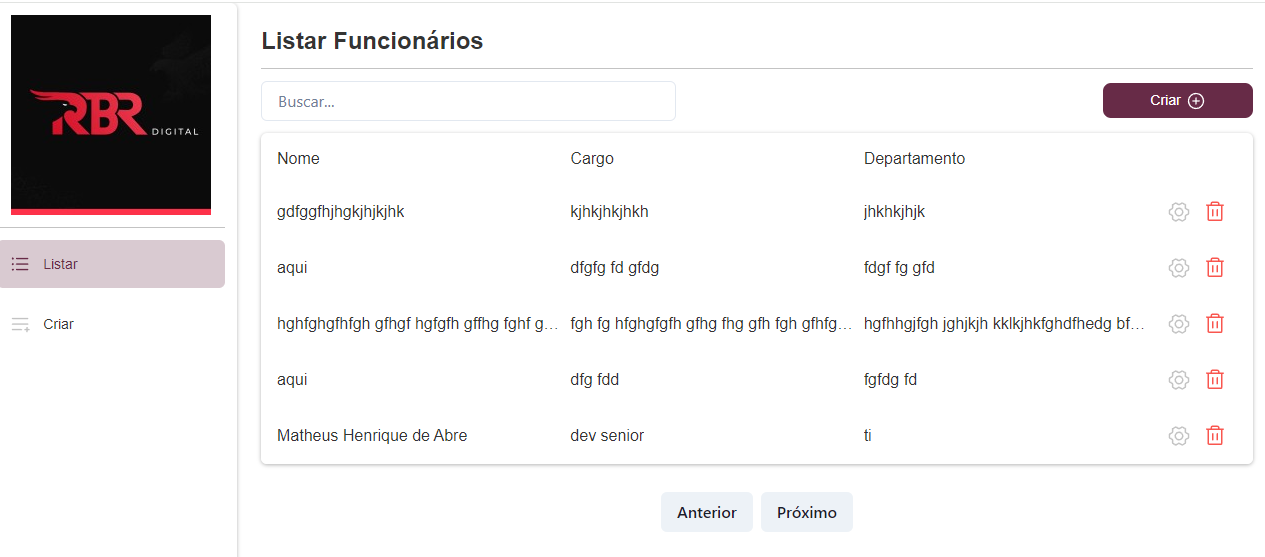 RBR
DIGITAL
Listar
Criar
Listar Funcionários
Buscar...
Criar
Nome Cargo Departamento
gdfggfhjhgkjhjkjhk kjhkjhkjhkh jhkhkjhjk
aqui dfgfg fd gfdg fdgf fg gfd
hghfghgfhfgh gfhgf hgfgfh gffhg fghf g... fgh fg hfghgfgfh gfhg fhg gfh fgh gfhfg... hgfhhgjfgh jghjkjh kklkjhkfghdfhedg bf...
aqui dfg fdd fgfdg fd
Matheus Henrique de Abre dev senior ti
Anterior Próximo